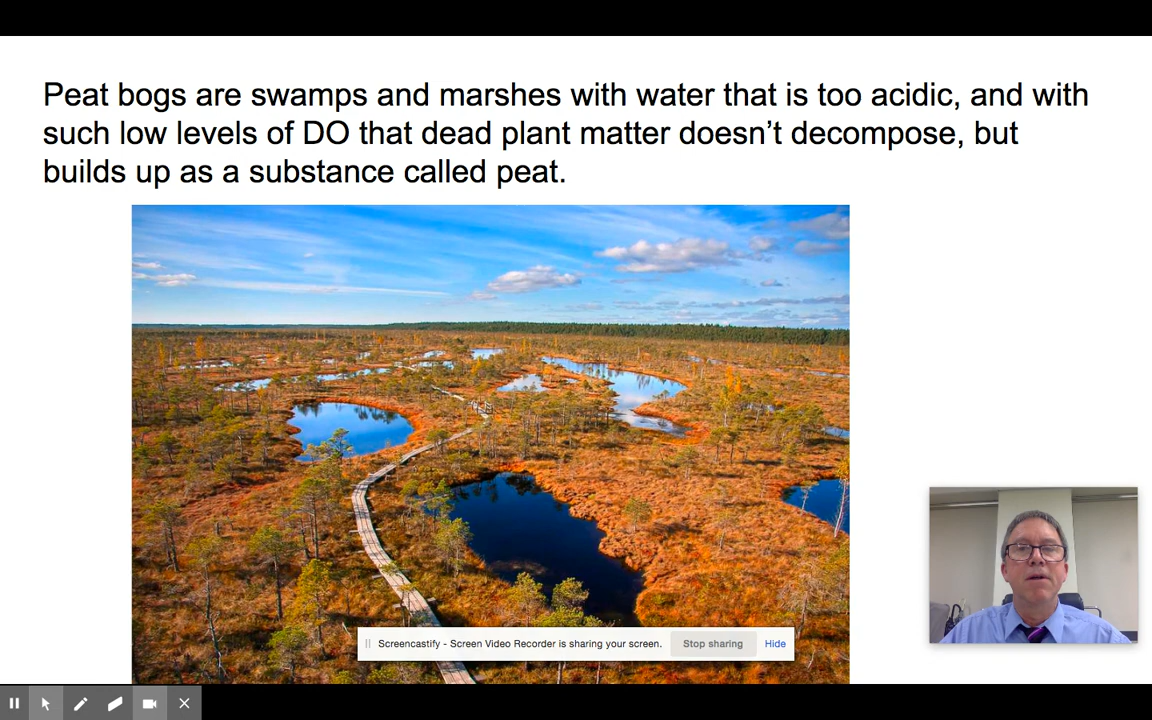 Peat bogs are swamps and marshes with water that is too acidic, and with
such low levels of DO that dead plant matter doesn’t decompose, but
builds up as a substance called peat.
Screencastify - Screen Video Recorder is sharing your screen. Stop sharing Hide